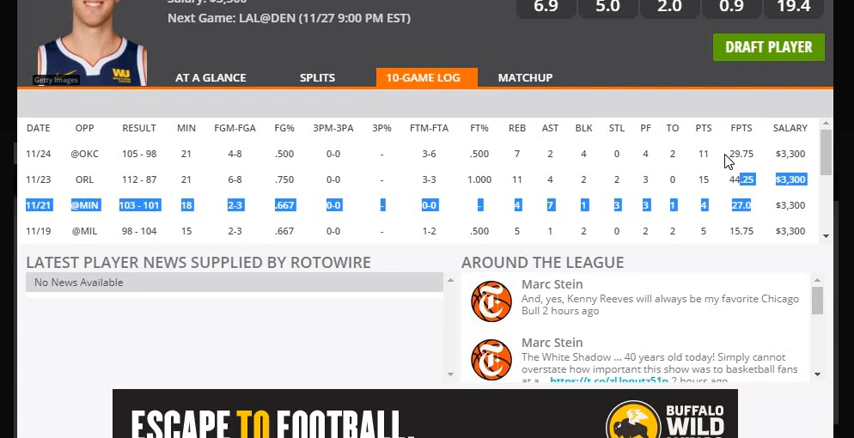 Next Game: LAL@DEN (11/27 9:00 PM EST)
6.9 5.0 2.0 0.9 19.4
DRAFT PLAYER
Getty Images
AT A GLANCE SPLITS 10-GAME LOG MATCHUP
DATE OPP RESULT MIN FGM-FGA FG% 3PM-3PA 3P% FTM-FTA FT% REB AST BLK STL PF TO PTS FPTS SALARY
11/24 @OKC 105 - 98 21 4-8 .500 0-0 - 3-6 .500 7 2 4 0 4 2 11 29.75 $3,300
11/23 ORL 112 - 87 21 6-8 .750 0-0 - 3-3 1.000 11 4 2 2 3 0 15 44.25 $3,300
11/21 @MIN 103 - 101 18 2-3 .667 0-0 - 0-0 - 4 7 1 3 3 1 4 27.0 $3,300
11/19 @MIL 98 - 104 15 2-3 .667 0-0 - 1-2 .500 5 1 2 0 2 2 5 15.75 $3,300
LATEST PLAYER NEWS SUPPLIED BY ROTOWIRE
No News Available
AROUND THE LEAGUE
Marc Stein
And, yes, Kenny Reeves will always be my favorite Chicago
Bull 2 hours ago
Marc Stein
The White Shadow ... 40 years old today! Simply cannot
overstate how important this show was to basketball fans
2 hours ago
ESCAPE TO FOOTBALL.
BUFFALO
WILD